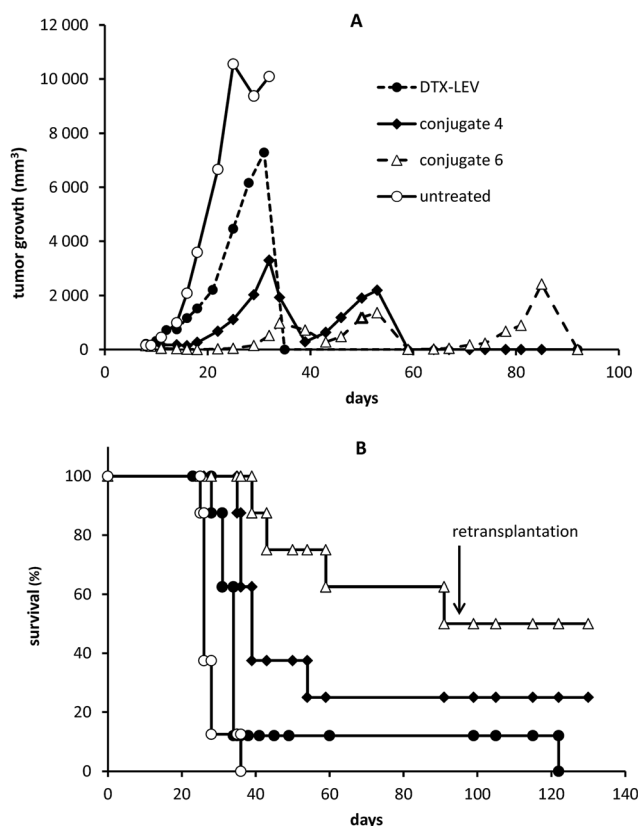 A
12 000
10 000
8 000
6 000
4 000
2 000
0
tumor growth (mm³)
DTX-LEV
conjugate 4
conjugate 6
untreated
0 20 40 60 80 100
days
B
100
80
60
40
20
0
survival (%)
retransplantation
0 20 40 60 80 100 120 140
days